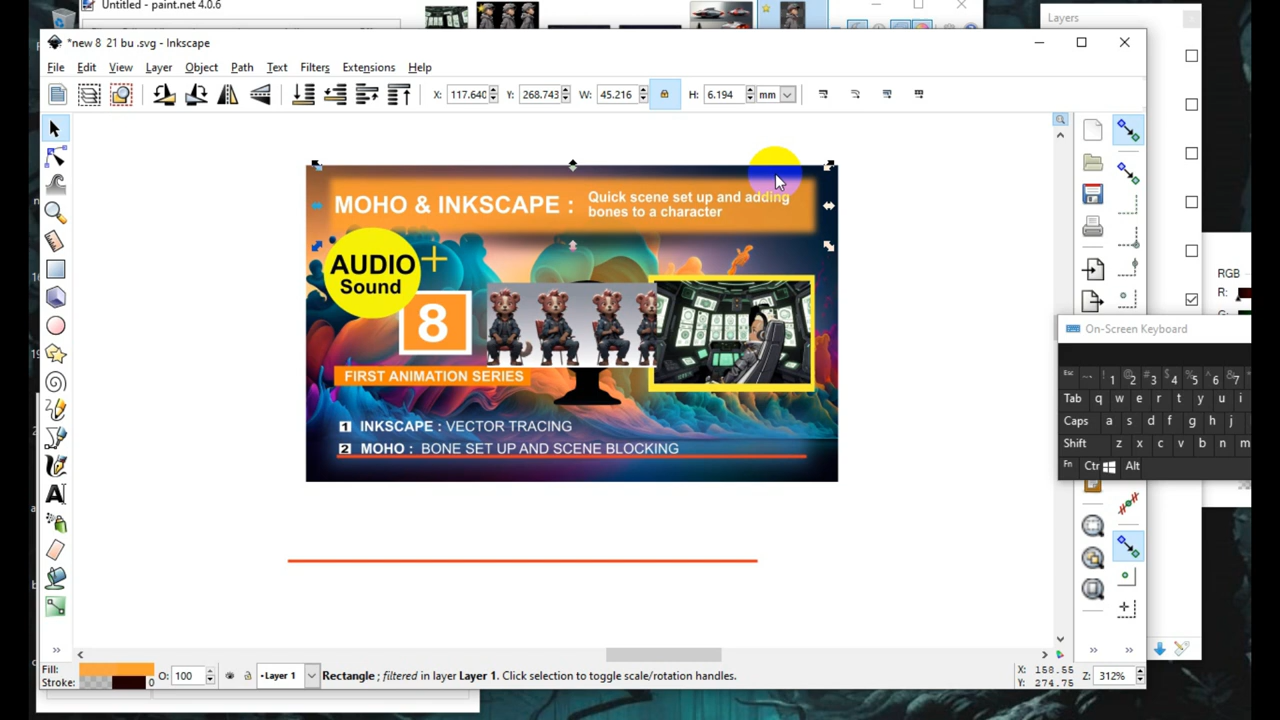 Untitled - paint.net 4.0.6
Layers
*new 8 21 bu .svg - Inkscape
File Edit View Layer Object Path Text Filters Extensions Help
X: 117.640 Y: 268.743 W: 45.216 H: 6.194 mm
MOHO & INKSCAPE :
Quick scene set up and adding
bones to a character
AUDIO
Sound
8
FIRST ANIMATION SERIES
1 INKSCAPE : VECTOR TRACING
2 MOHO : BONE SET UP AND SCENE BLOCKING
RGB
R:
On-Screen Keyboard
Esc 1 @2 #3 $4 %5 ^6 &7
Tab q w e r t y u
Caps a s d f g h j
Shift z x c v b n m
Fn Ctr Alt
Fill:
Stroke: 0
O: 100
Layer 1
Rectangle ; filtered in layer Layer 1. Click selection to toggle scale/rotation handles.
X: 158.55
Y: 274.75
Z: 312%